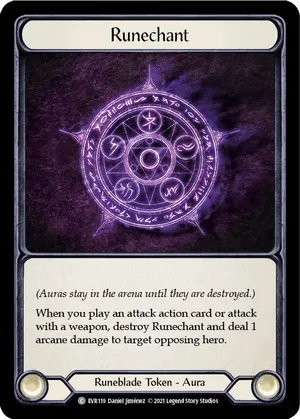 Runechant
(Auras stay in the arena until they are destroyed.)
When you play an attack action card or attack
with a weapon, destroy Runechant and deal 1
arcane damage to target opposing hero.
Runeblade Token - Aura
C EVR119 Daniel Jiménez © 2021 Legend Story Studios